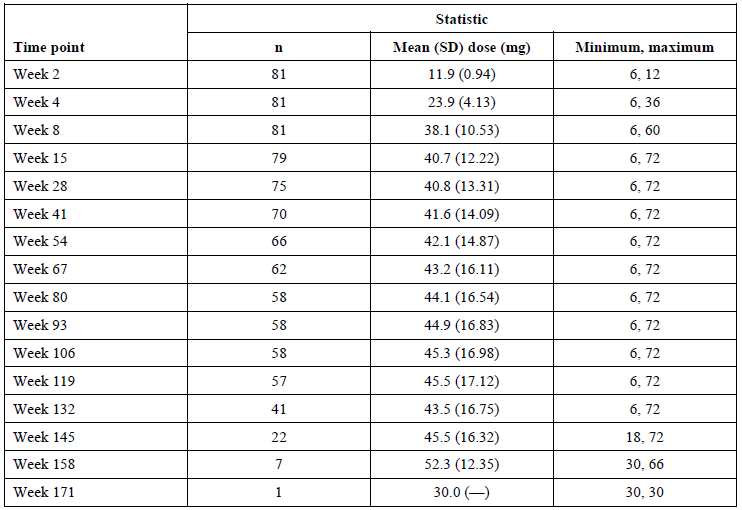 Statistic
Time point n Mean (SD) dose (mg) Minimum, maximum
Week 2 81 11.9 (0.94) 6, 12
Week 4 81 23.9 (4.13) 6, 36
Week 8 81 38.1 (10.53) 6, 60
Week 15 79 40.7 (12.22) 6, 72
Week 28 75 40.8 (13.31) 6, 72
Week 41 70 41.6 (14.09) 6, 72
Week 54 66 42.1 (14.87) 6, 72
Week 67 62 43.2 (16.11) 6, 72
Week 80 58 44.1 (16.54) 6, 72
Week 93 58 44.9 (16.83) 6, 72
Week 106 58 45.3 (16.98) 6, 72
Week 119 57 45.5 (17.12) 6, 72
Week 132 41 43.5 (16.75) 6, 72
Week 145 22 45.5 (16.32) 18, 72
Week 158 7 52.3 (12.35) 30, 66
Week 171 1 30.0 (—) 30, 30